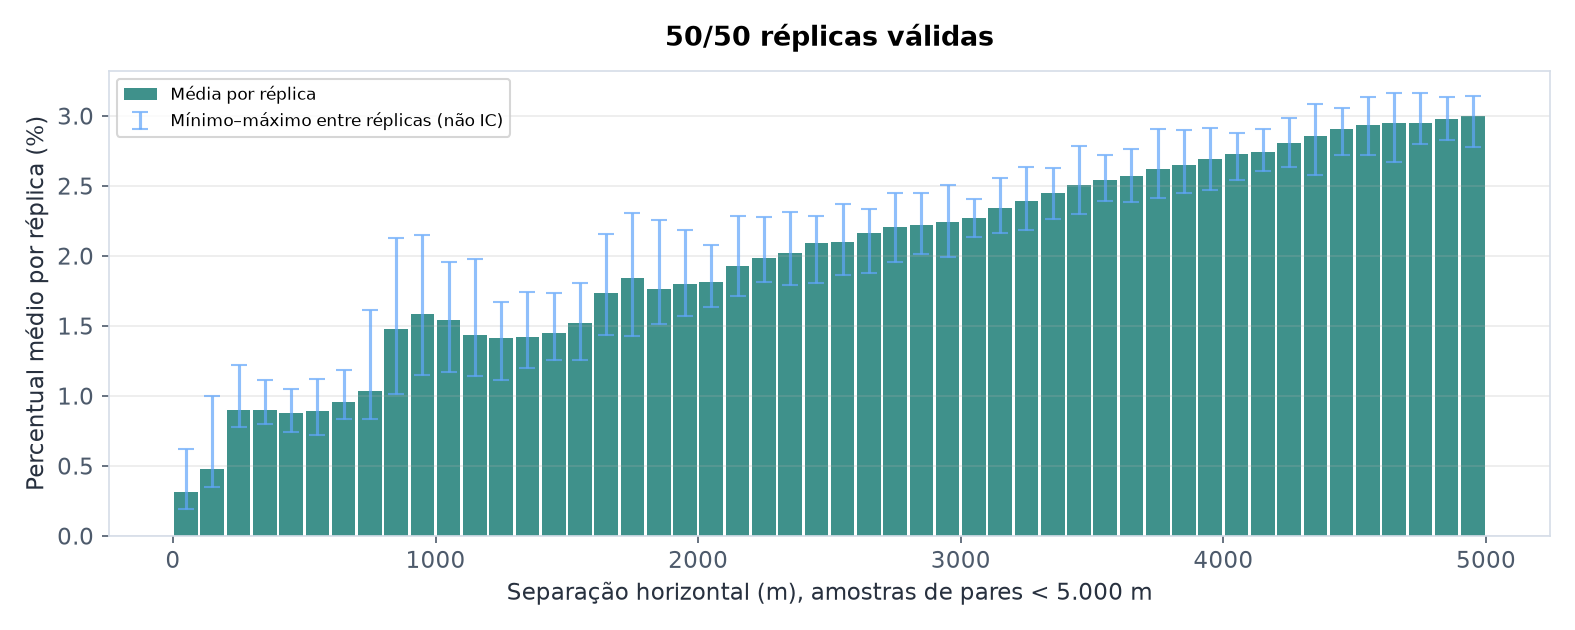 50/50 réplicas válidas
Média por réplica
Mínimo–máximo entre réplicas (não IC)
Percentual médio por réplica (%)
3.0
2.5
2.0
1.5
1.0
0.5
0.0
0
1000
2000
3000
4000
5000
Separação horizontal (m), amostras de pares < 5.000 m